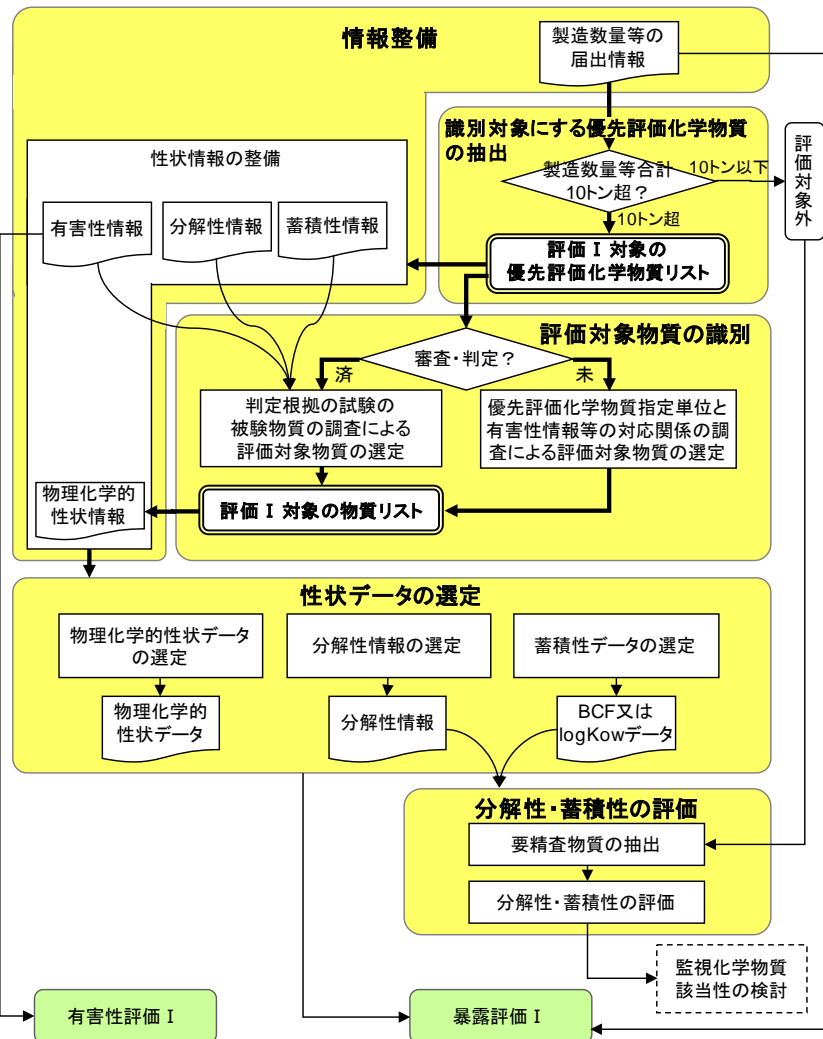 情報整備
製造数量等の
届出情報
識別対象にする優先評価化学物質
の抽出
製造数量等合計
10トン超？
10トン以下
10トン超
評価対象外
評価Ⅰ対象の
優先評価化学物質リスト
性状情報の整備
有害性情報
分解性情報
蓄積性情報
評価対象物質の識別
審査・判定？
済
未
判定根拠の試験の
被験物質の調査による
評価対象物質の選定
優先評価化学物質指定単位と
有害性情報等の対応関係の調
査による評価対象物質の選定
物理化学的
性状情報
評価Ⅰ対象の物質リスト
性状データの選定
物理化学的性状データ
の選定
分解性情報の選定
蓄積性データの選定
物理化学的
性状データ
分解性情報
BCF又は
logKowデータ
分解性・蓄積性の評価
要精査物質の抽出
分解性・蓄積性の評価
監視化学物質
該当性の検討
有害性評価Ⅰ
暴露評価Ⅰ